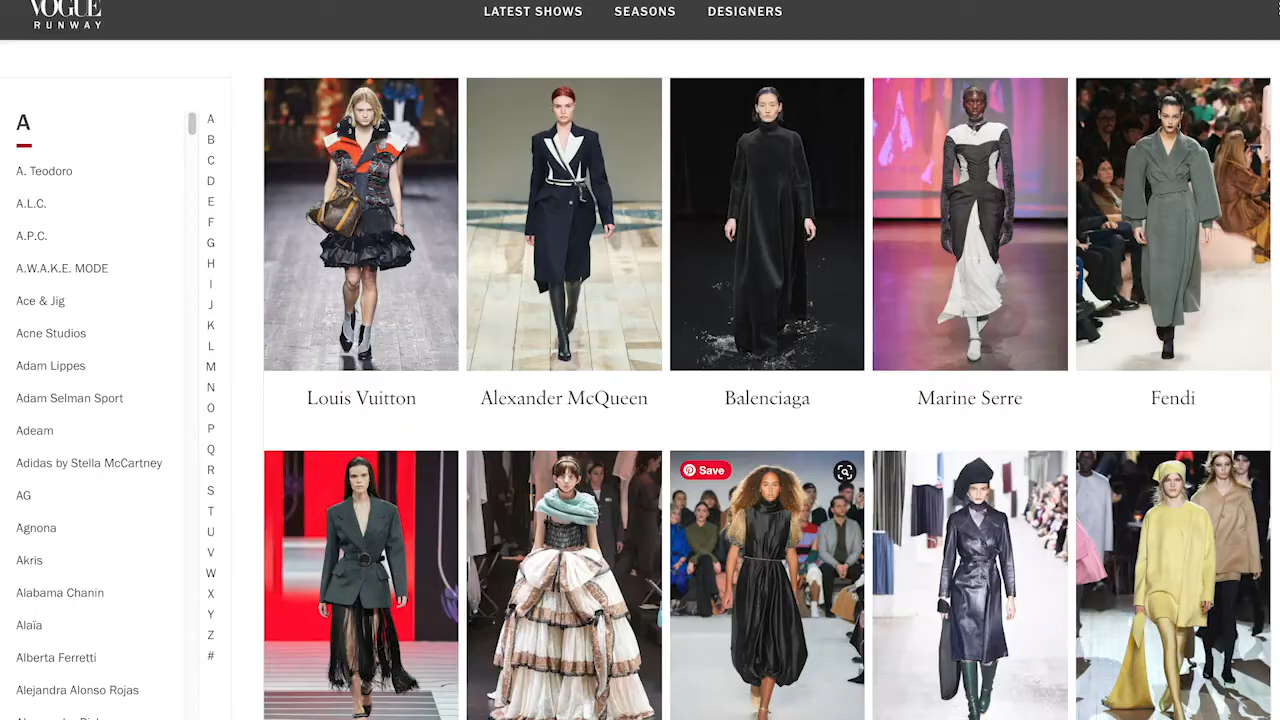 VOGUE
RUNWAY
LATEST SHOWS
SEASONS
DESIGNERS
A
A. Teodoro
A.L.C.
A.P.C.
A.W.A.K.E. MODE
Ace & Jig
Acne Studios
Adam Lippes
Adam Selman Sport
Adeam
Adidas by Stella McCartney
AG
Agnona
Akris
Alabama Chanin
Alaïa
Alberta Ferretti
Alejandra Alonso Rojas
A
B
C
D
E
F
G
H
I
J
K
L
M
N
O
P
Q
R
S
T
U
V
W
X
Y
Z
#
Louis Vuitton
Alexander McQueen
Balenciaga
Marine Serre
Fendi
Save